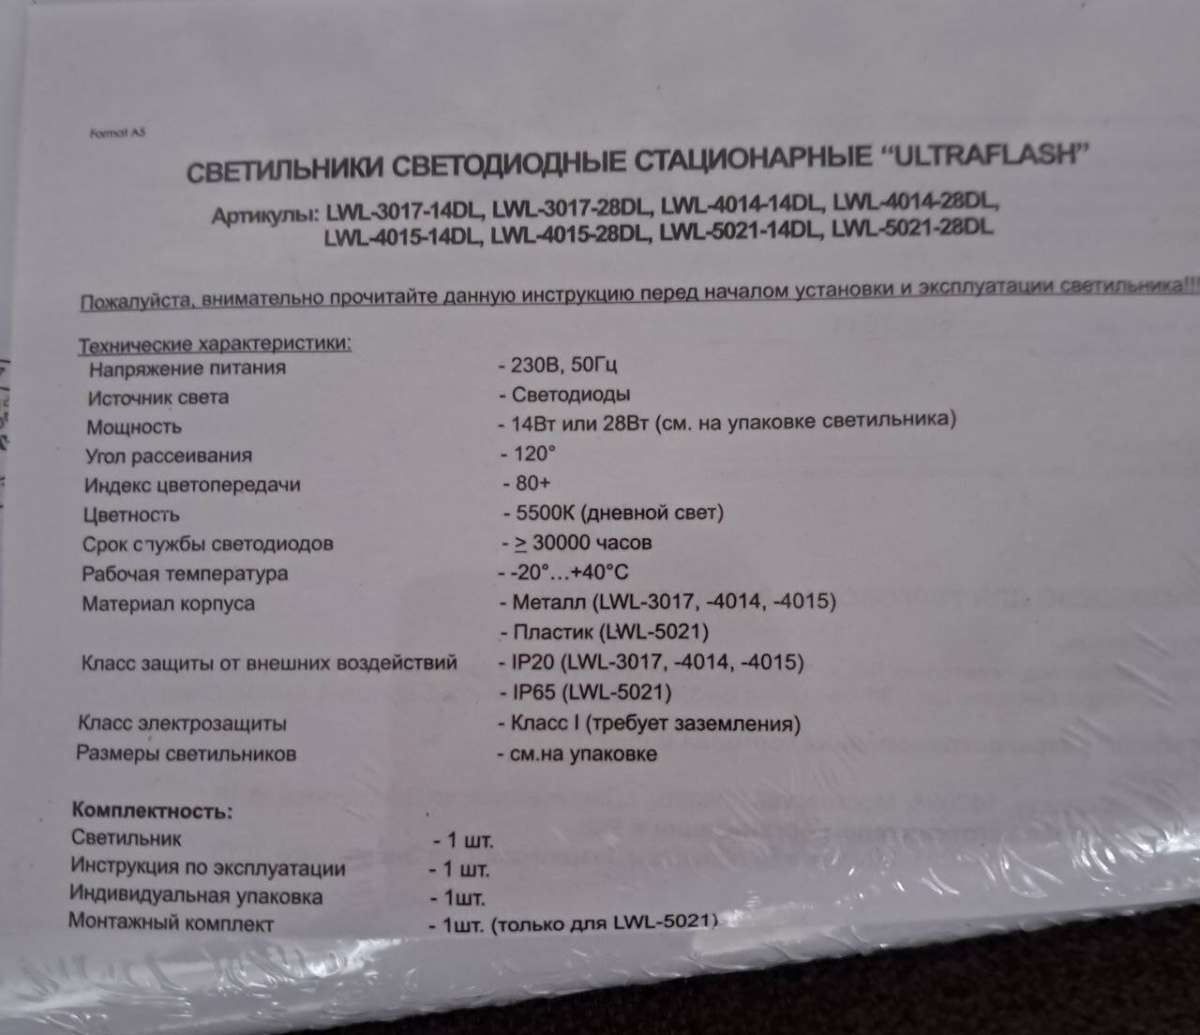 Format A5
СВЕТИЛЬНИКИ СВЕТОДИОДНЫЕ СТАЦИОНАРНЫЕ “ULTRAFLASH”
Артикулы: LWL-3017-14DL, LWL-3017-28DL, LWL-4014-14DL, LWL-4014-28DL,
LWL-4015-14DL, LWL-4015-28DL, LWL-5021-14DL, LWL-5021-28DL
Пожалуйста, внимательно прочитайте данную инструкцию перед началом установки и эксплуатации светильника!!!
Технические характеристики:
Напряжение питания - 230В, 50Гц
Источник света - Светодиоды
Мощность - 14Вт или 28Вт (см. на упаковке светильника)
Угол рассеивания - 120°
Индекс цветопередачи - 80+
Цветность - 5500К (дневной свет)
Срок службы светодиодов - ≥ 30000 часов
Рабочая температура - -20°...+40°С
Материал корпуса - Металл (LWL-3017, -4014, -4015)
- Пластик (LWL-5021)
Класс защиты от внешних воздействий - IP20 (LWL-3017, -4014, -4015)
- IP65 (LWL-5021)
Класс электрозащиты - Класс I (требует заземления)
Размеры светильников - см.на упаковке
Комплектность:
Светильник - 1 шт.
Инструкция по эксплуатации - 1 шт.
Индивидуальная упаковка - 1шт.
Монтажный комплект - 1шт. (только для LWL-5021)